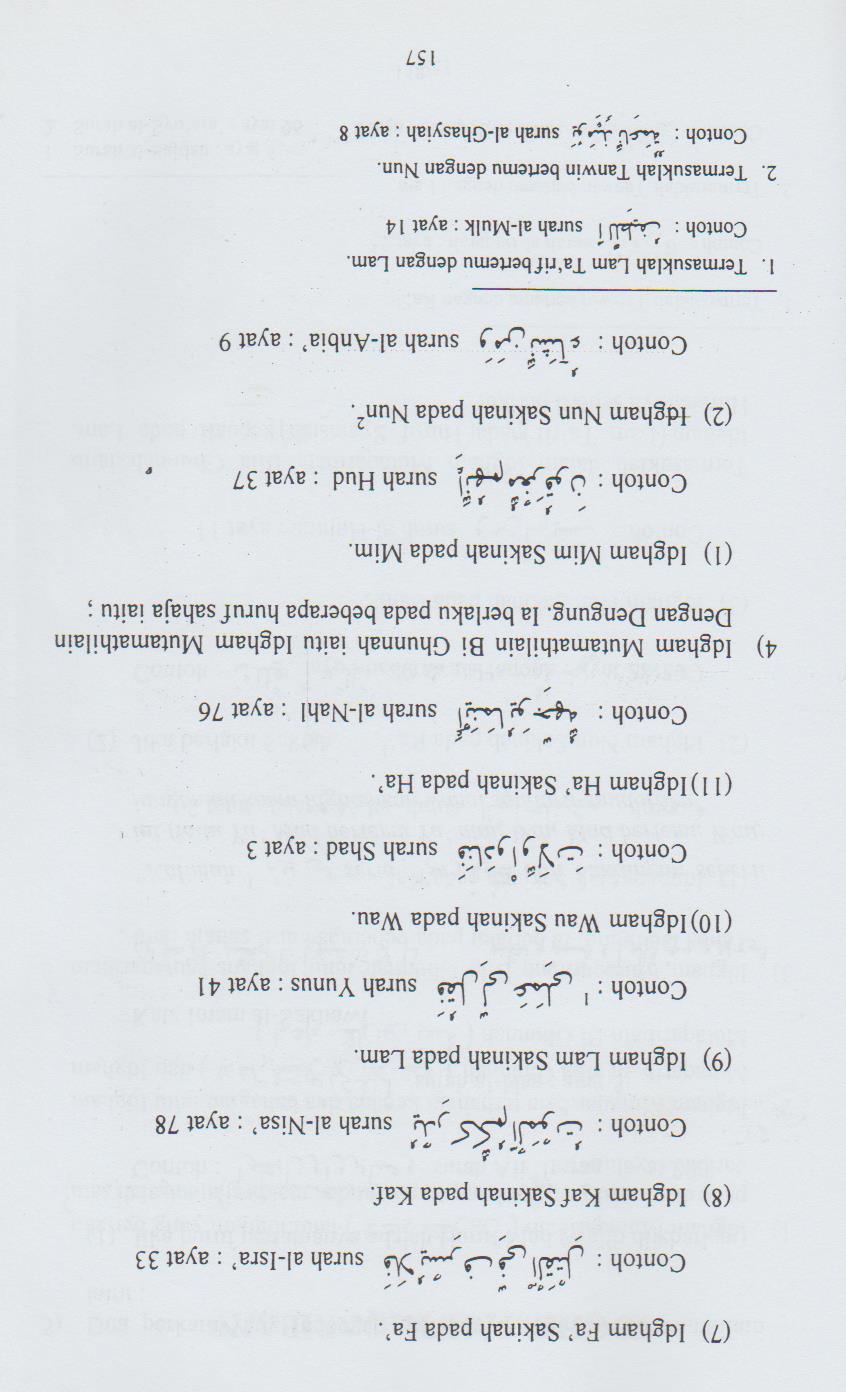 (7) Idgham Fa’ Sakinah pada Fa’.
Contoh : فَلَا يُسْرِف فِّى ٱلْقَتْلِ surah al-Isra’ : ayat 33
(8) Idgham Kaf Sakinah pada Kaf.
Contoh : يُدْرِككُّمُ ٱلْمَوْتُ surah al-Nisa’ : ayat 78
(9) Idgham Lam Sakinah pada Lam.
Contoh : ¹ فَقُل لِّى عَمَلِى surah Yunus : ayat 41
(10) Idgham Wau Sakinah pada Wau.
Contoh : فَنَادَوا۟ وَّلَاتَ surah Shad : ayat 3
(11) Idgham Ha’ Sakinah pada Ha’.
Contoh : أَيْنَمَا يُوَجِّههُّ surah al-Nahl : ayat 76
4) Idgham Mutamathilain Bi Ghunnah iaitu Idgham Mutamathilain
Dengan Dengung. Ia berlaku pada beberapa huruf sahaja iaitu ;
(1) Idgham Mim Sakinah pada Mim.
Contoh : إِنَّهُم مُّغْرَقُونَ surah Hud : ayat 37
(2) Idgham Nun Sakinah pada Nun².
Contoh : وَمَن نَّشَآءُ surah al-Anbia’ : ayat 9
1. Termasuklah Lam Ta‘rif bertemu dengan Lam.
Contoh : ٱللَّطِيفُ surah al-Mulk : ayat 14
2. Termasuklah Tanwin bertemu dengan Nun.
Contoh : يَوْمَئِذٍ نَّاعِمَةٌ surah al-Ghasyiah : ayat 8
157